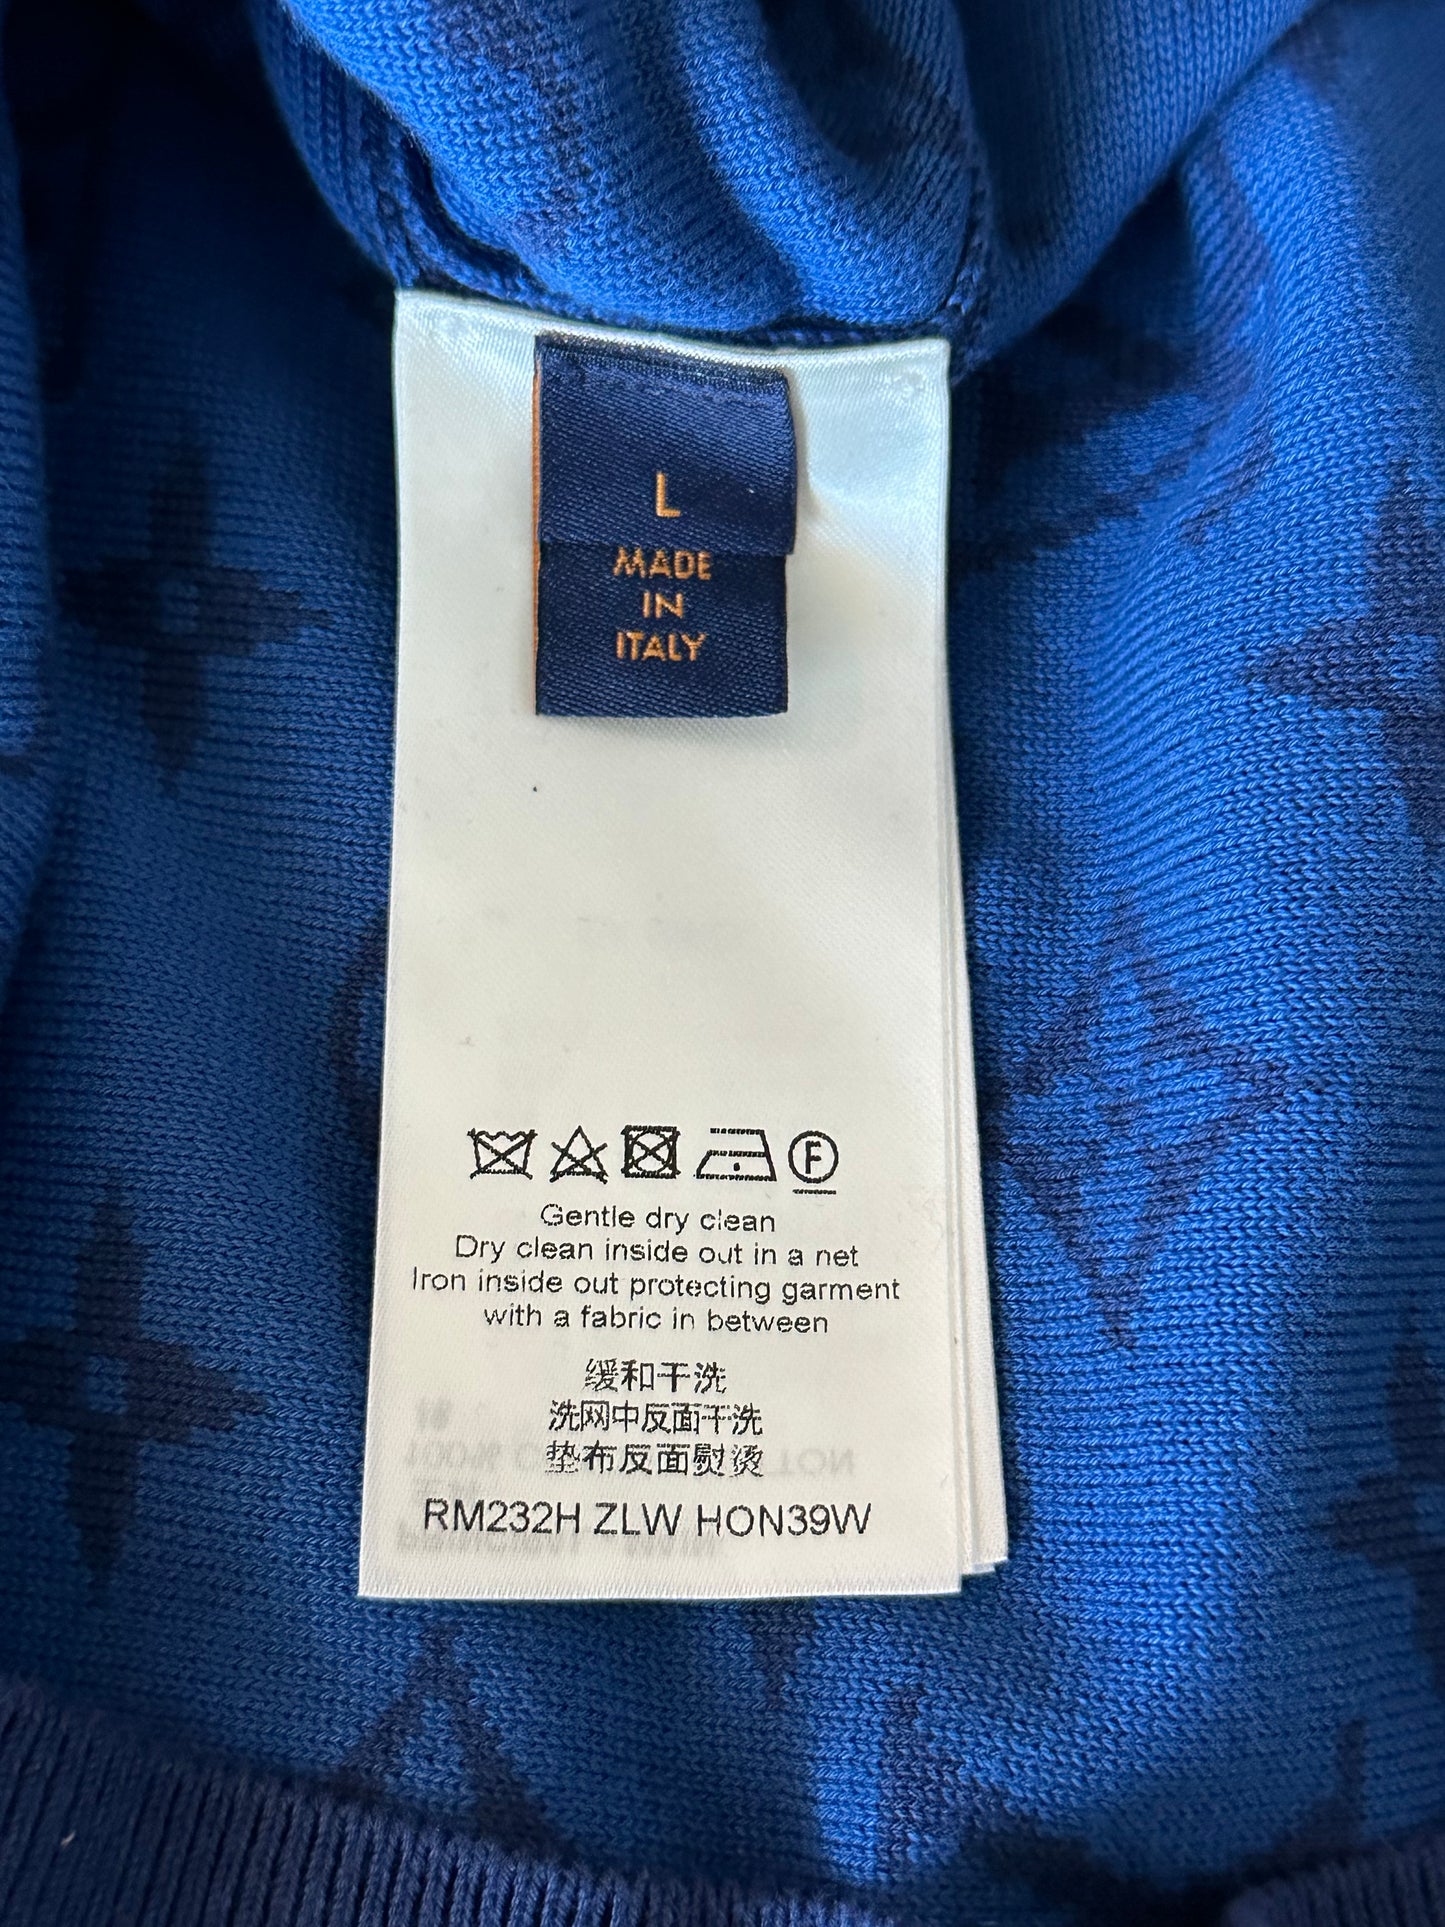 L
MADE
IN
ITALY
F
Gentle dry clean
Dry clean inside out in a net
Iron inside out protecting garment
with a fabric in between
缓和干洗
洗网中反面干洗
垫布反面熨烫
RM232H ZLW HON39W